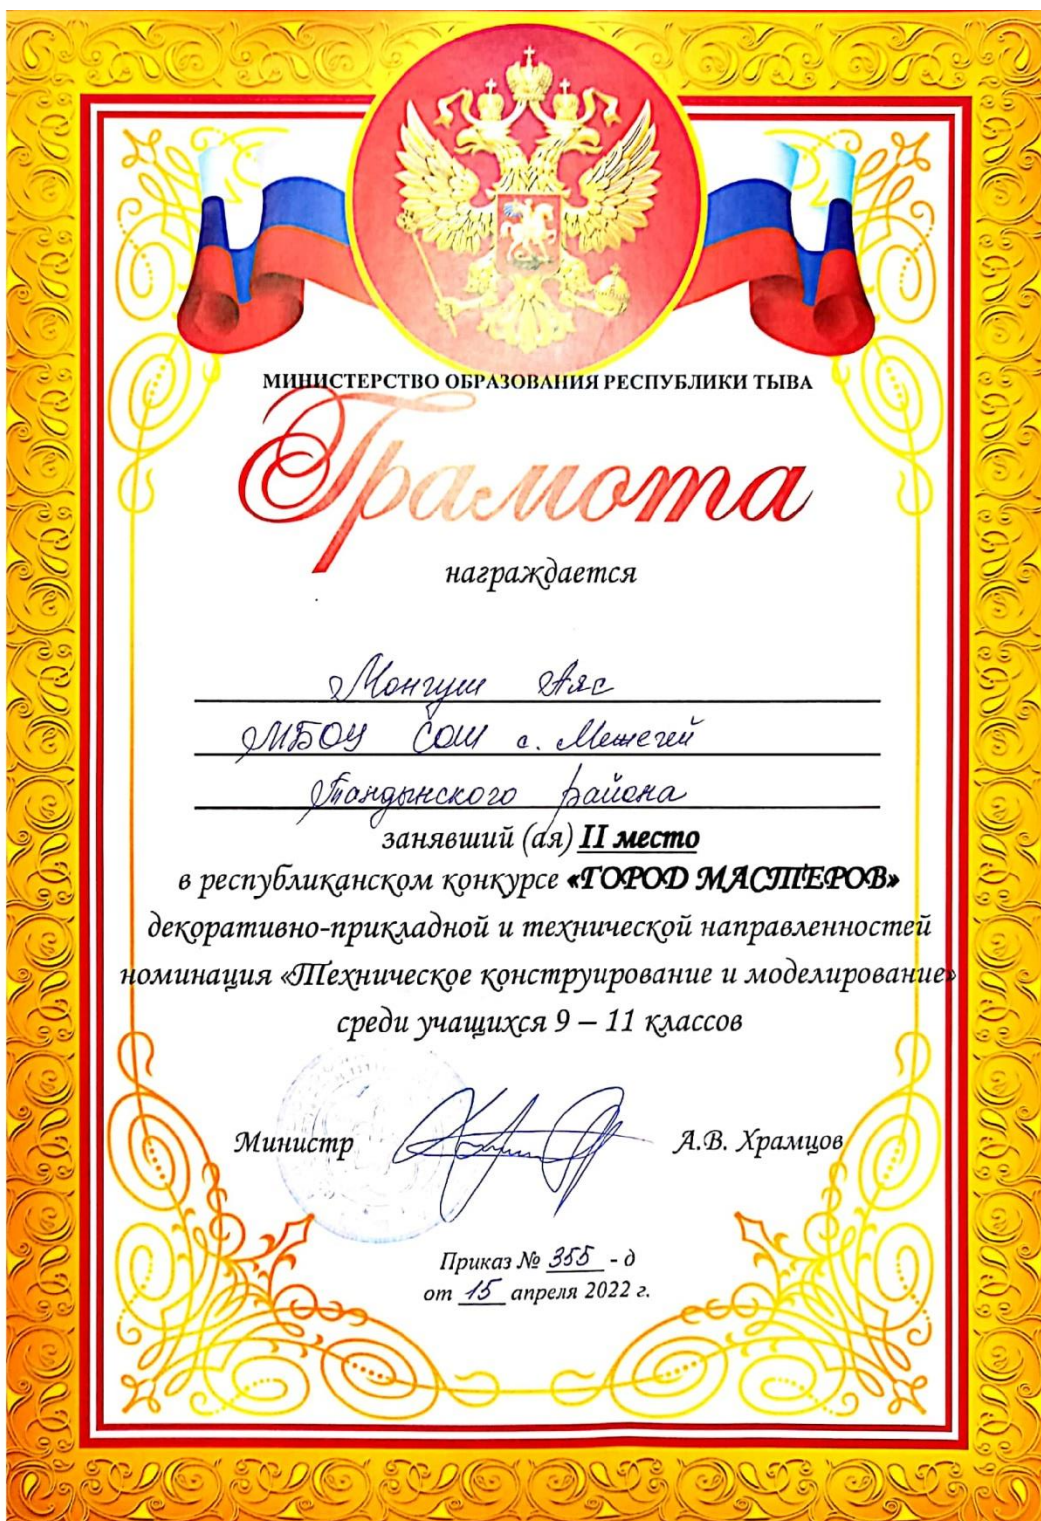 МИНИСТЕРСТВО ОБРАЗОВАНИЯ РЕСПУБЛИКИ ТЫВА
Грамота
награждается
Монгуш Аяс
МБОУ СОШ с. Межегей
Тандынского района
занявший (ая) II место
в республиканском конкурсе «ГОРОД МАСТЕРОВ»
декоративно-прикладной и технической направленностей
номинация «Техническое конструирование и моделирование»
среди учащихся 9 – 11 классов
Министр А.В. Храмцов
Приказ № 355 - д
от 15 апреля 2022 г.